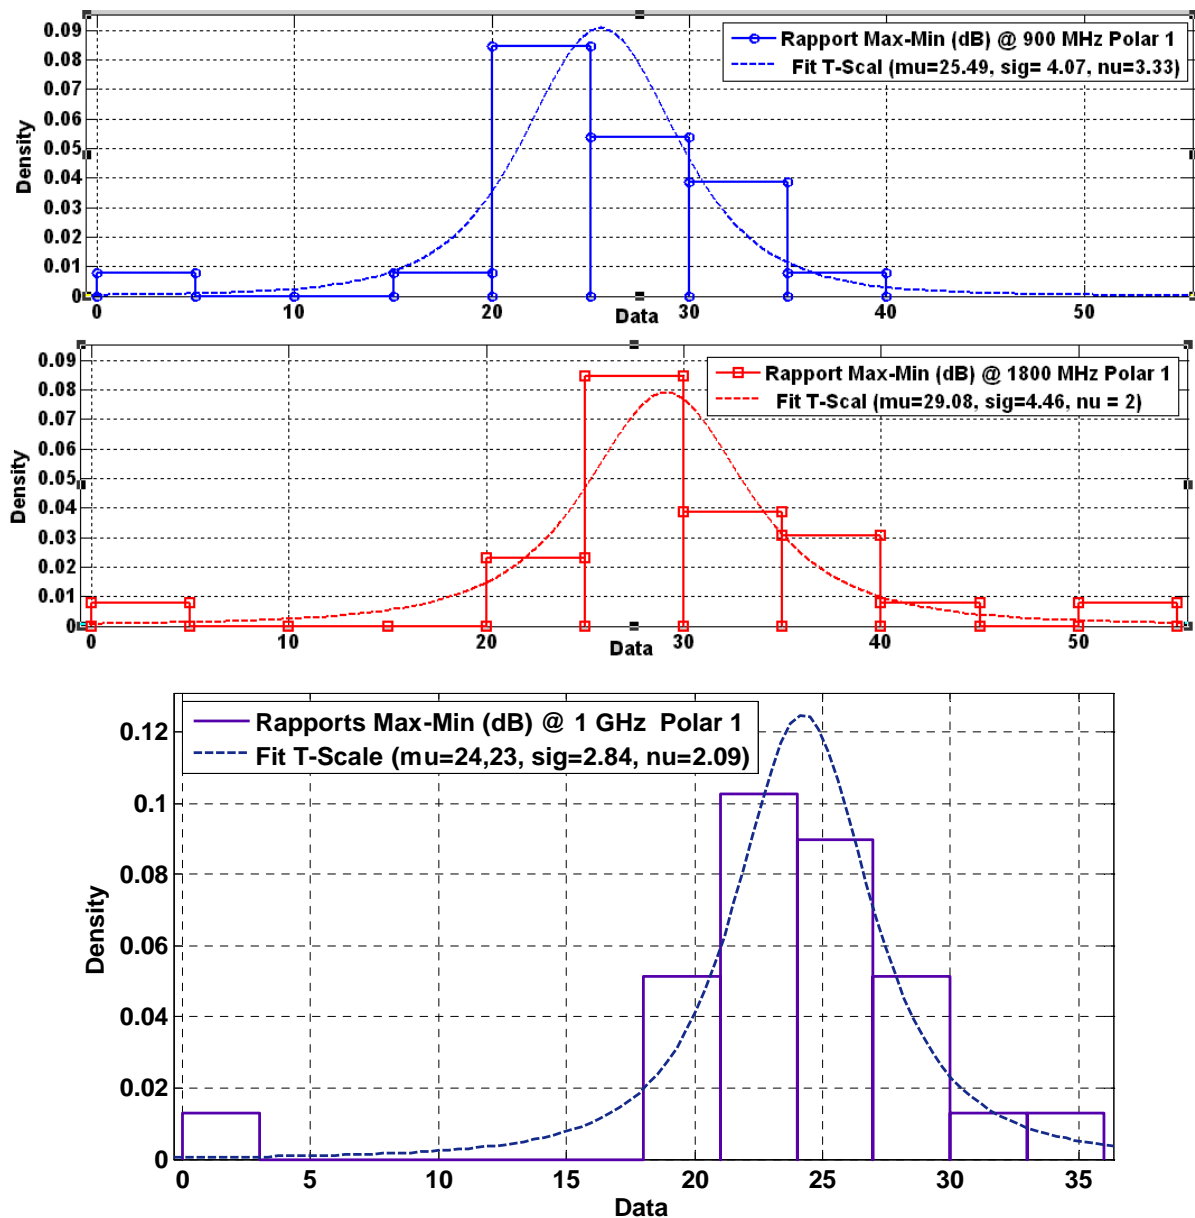 0.09
0.08
0.07
0.06
0.05
0.04
0.03
0.02
0.01
0
Density
Rapport Max-Min (dB) @ 900 MHz Polar 1
Fit T-Scal (mu=25.49, sig= 4.07, nu=3.33)
0 10 20 30 40 50
Data
0.09
0.08
0.07
0.06
0.05
0.04
0.03
0.02
0.01
0
Density
Rapport Max-Min (dB) @ 1800 MHz Polar 1
Fit T-Scal (mu=29.08, sig=4.46, nu = 2)
0 10 20 30 40 50
Data
0.12
0.1
0.08
0.06
0.04
0.02
0
Density
Rapports Max-Min (dB) @ 1 GHz Polar 1
Fit T-Scale (mu=24,23, sig=2.84, nu=2.09)
0 5 10 15 20 25 30 35
Data